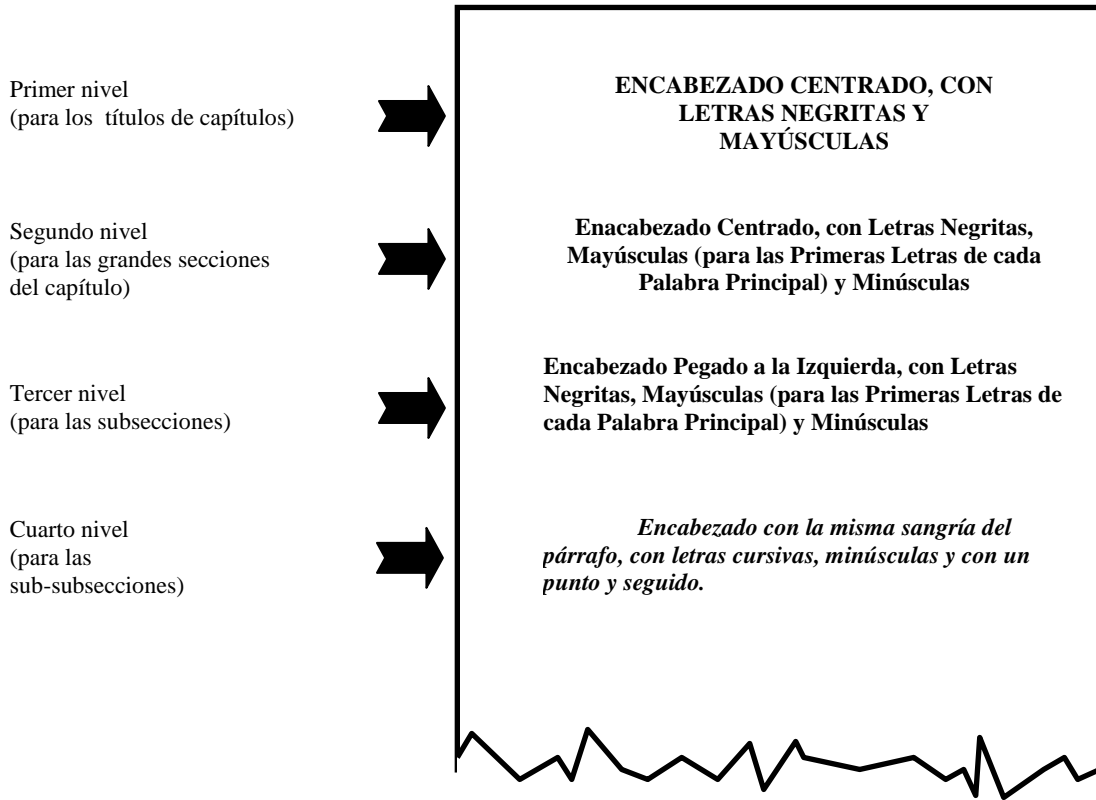 Primer nivel
(para los títulos de capítulos)
ENCABEZADO CENTRADO, CON
LETRAS NEGRITAS Y
MAYÚSCULAS
Segundo nivel
(para las grandes secciones
del capítulo)
Enacabezado Centrado, con Letras Negritas,
Mayúsculas (para las Primeras Letras de cada
Palabra Principal) y Minúsculas
Tercer nivel
(para las subsecciones)
Encabezado Pegado a la Izquierda, con Letras
Negritas, Mayúsculas (para las Primeras Letras de
cada Palabra Principal) y Minúsculas
Cuarto nivel
(para las
sub-subsecciones)
Encabezado con la misma sangría del
párrafo, con letras cursivas, minúsculas y con un
punto y seguido.